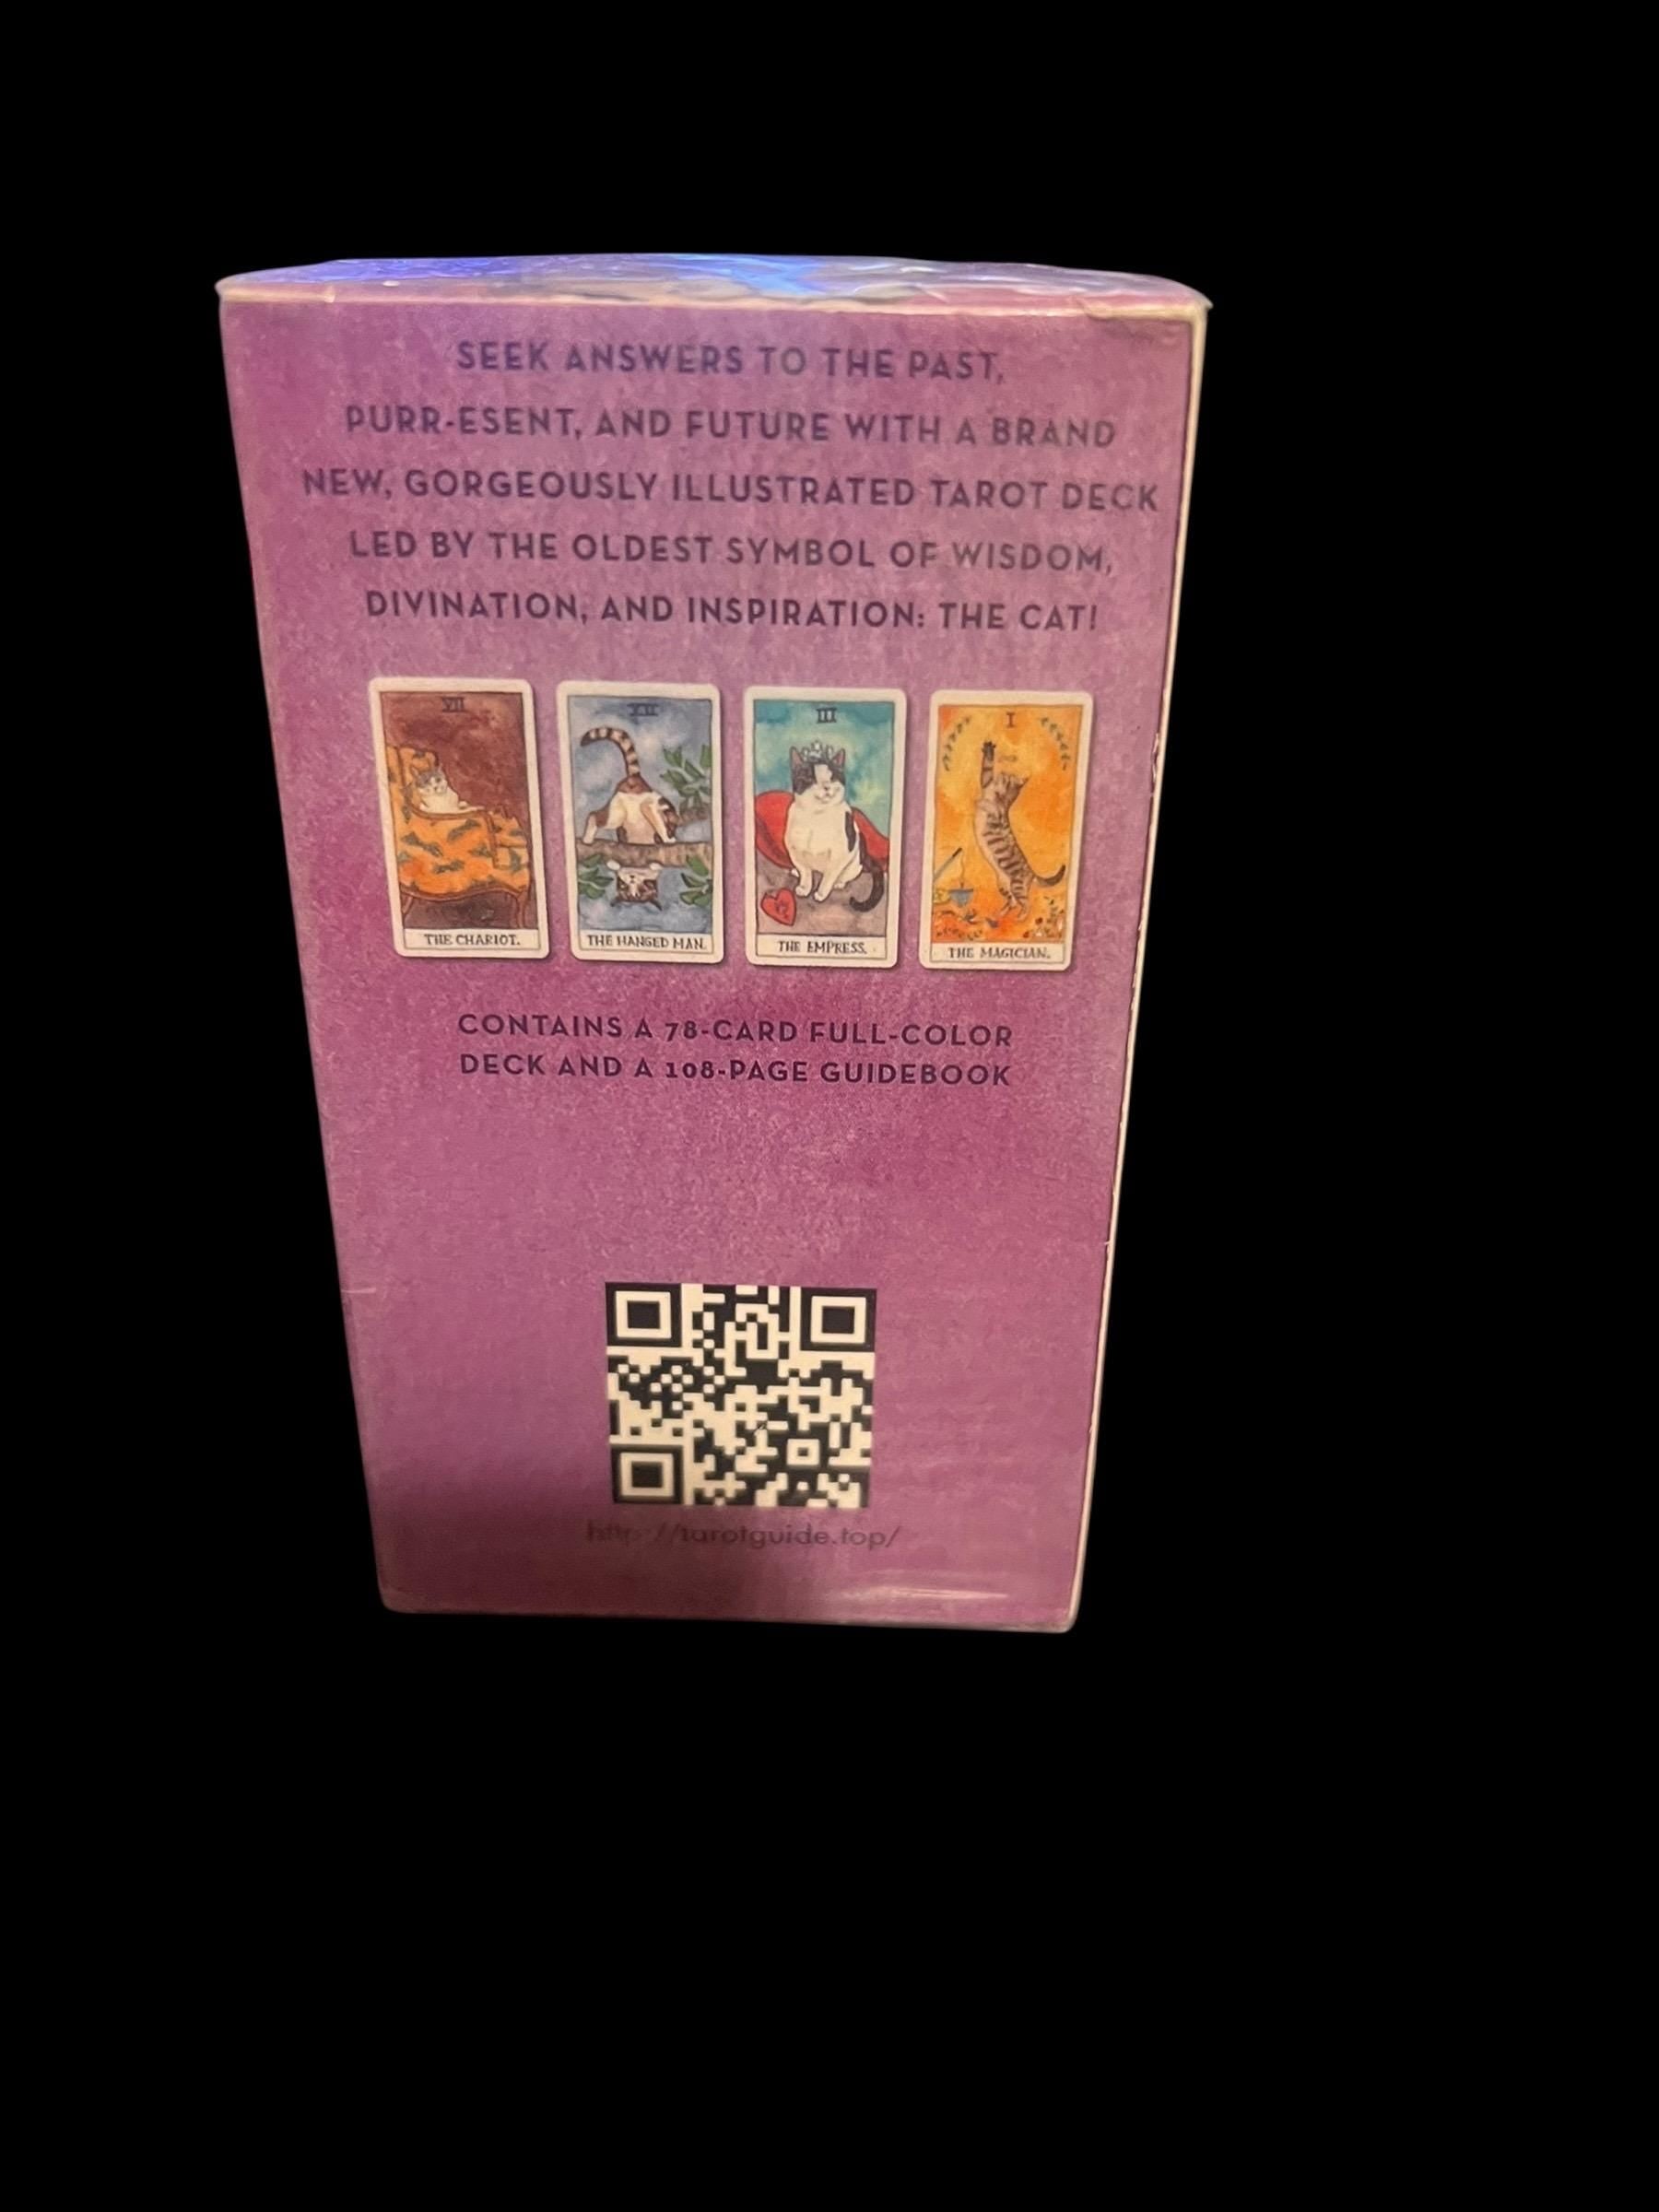 SEEK ANSWERS TO THE PAST,
PURR-ESENT, AND FUTURE WITH A BRAND
NEW, GORGEOUSLY ILLUSTRATED TAROT DECK
LED BY THE OLDEST SYMBOL OF WISDOM,
DIVINATION, AND INSPIRATION: THE CAT!
VII
XII
III
I
THE CHARIOT.
THE HANGED MAN.
THE EMPRESS.
THE MAGICIAN.
CONTAINS A 78-CARD FULL-COLOR
DECK AND A 108-PAGE GUIDEBOOK
http://tarotguide.top/